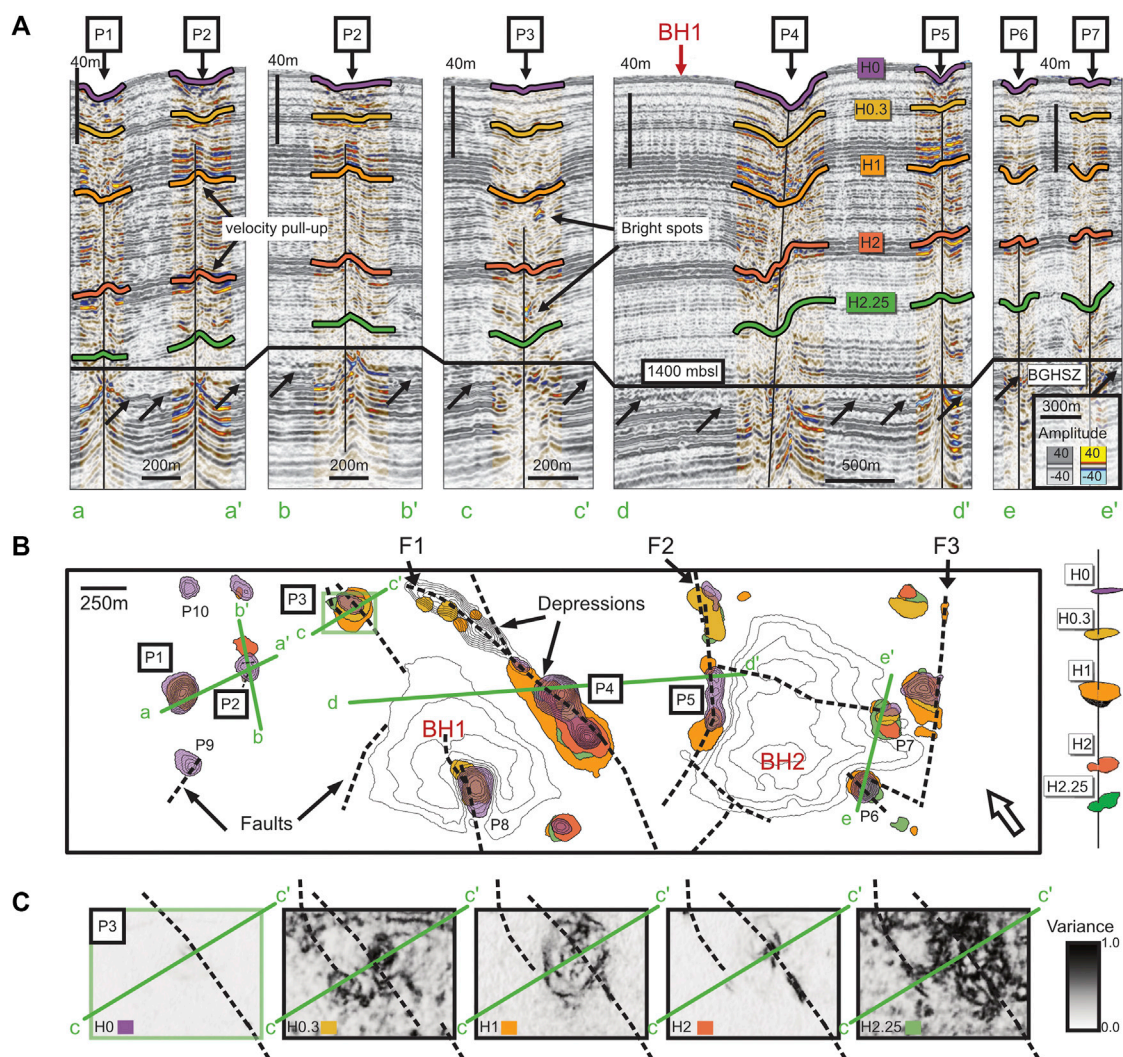 A
P1
P2
P2
P3
BH1
P4
P5
P6
P7
40m
40m
40m
40m
40m
H0
H0.3
H1
H2
H2.25
velocity pull-up
Bright spots
1400 mbsl
BGHSZ
300m
Amplitude
40
40
-40
-40
200m
200m
200m
500m
a
a'
b
b'
c
c'
d
d'
e
e'
B
F1
F2
F3
250m
P10
P3
c'
c
b'
a'
P1
P2
a
b
P9
Depressions
P4
d
d'
BH1
P8
Faults
P5
e'
BH2
P7
P6
e
H0
H0.3
H1
H2
H2.25
C
P3
c'
c'
c'
c'
c'
c
c
c
c
c
H0
H0.3
H1
H2
H2.25
Variance
1.0
0.0